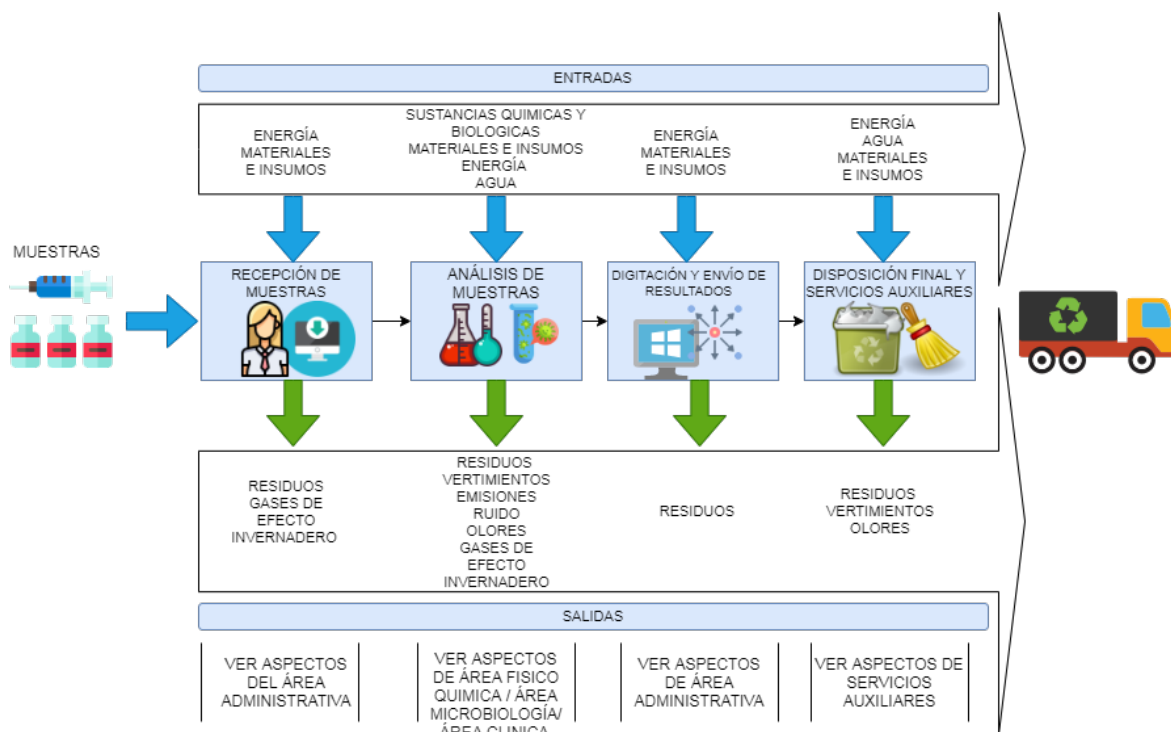 ENTRADAS
ENERGÍA
MATERIALES
E INSUMOS
SUSTANCIAS QUIMICAS Y
BIOLOGICAS
MATERIALES E INSUMOS
ENERGÍA
AGUA
ENERGÍA
MATERIALES
E INSUMOS
ENERGÍA
AGUA
MATERIALES
E INSUMOS
MUESTRAS
RECEPCIÓN DE
MUESTRAS
ANÁLISIS DE
MUESTRAS
DIGITACIÓN Y ENVÍO DE
RESULTADOS
DISPOSICIÓN FINAL Y
SERVICIOS AUXILIARES
RESIDUOS
GASES DE
EFECTO
INVERNADERO
RESIDUOS
VERTIMIENTOS
EMISIONES
RUIDO
OLORES
GASES DE
EFECTO
INVERNADERO
RESIDUOS
RESIDUOS
VERTIMIENTOS
OLORES
SALIDAS
VER ASPECTOS
DEL ÁREA
ADMINISTRATIVA
VER ASPECTOS
DE ÁREA FISICO
QUIMICA / ÁREA
MICROBIOLOGÍA/
ÁREA CLINICA
VER ASPECTOS
DE ÁREA
ADMINISTRATIVA
VER ASPECTOS DE
SERVICIOS
AUXILIARES